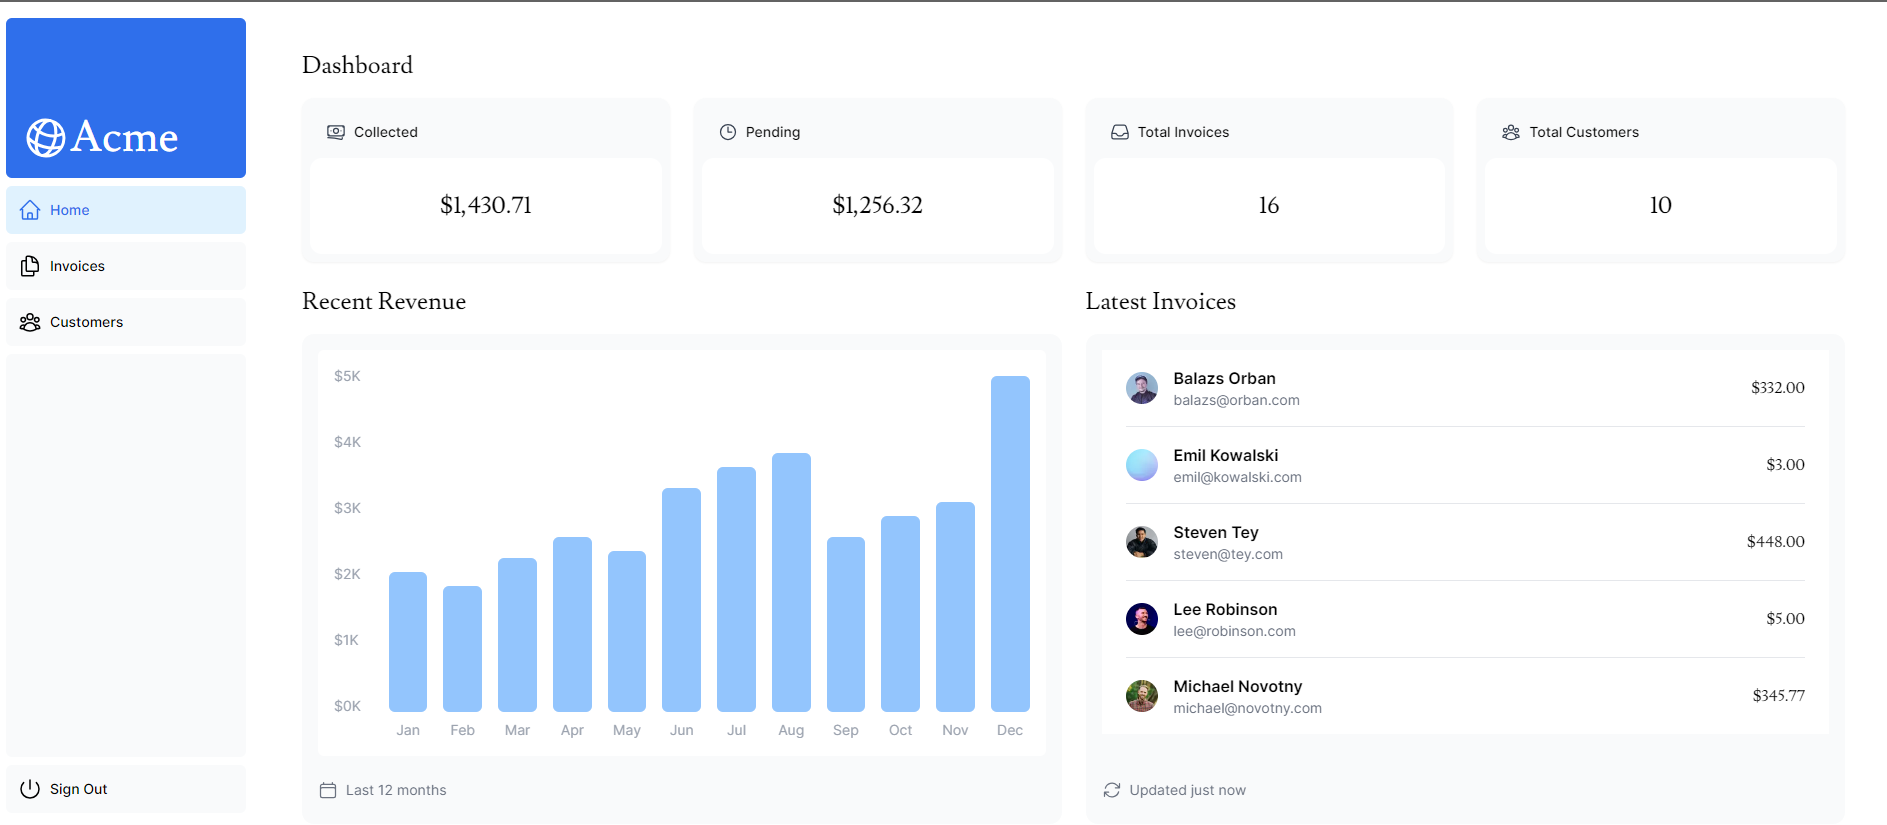 Acme
Home
Invoices
Customers
Sign Out
Dashboard
Collected
$1,430.71
Pending
$1,256.32
Total Invoices
16
Total Customers
10
Recent Revenue
$5K
$4K
$3K
$2K
$1K
$0K
Jan Feb Mar Apr May Jun Jul Aug Sep Oct Nov Dec
Last 12 months
Latest Invoices
Balazs Orban
balazs@orban.com
$332.00
Emil Kowalski
emil@kowalski.com
$3.00
Steven Tey
steven@tey.com
$448.00
Lee Robinson
lee@robinson.com
$5.00
Michael Novotny
michael@novotny.com
$345.77
Updated just now